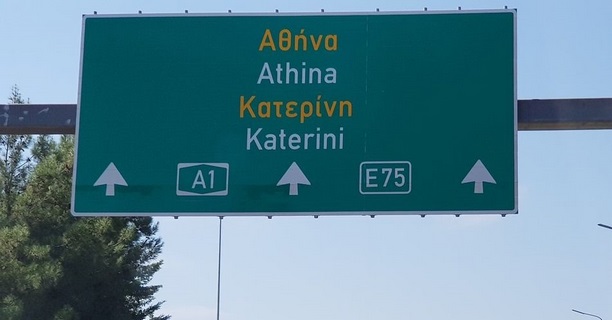 Αθήνα
Athina
Κατερίνη
Katerini
A1 E75